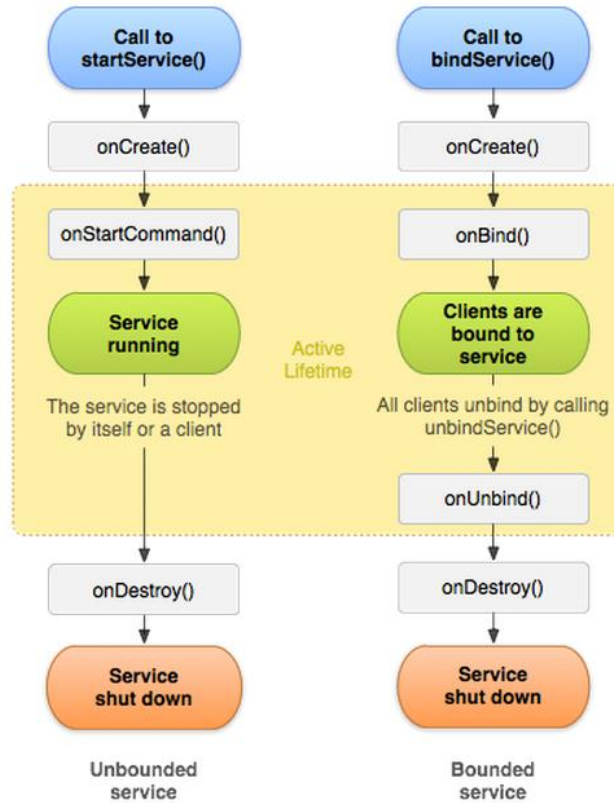 Call to
startService()
onCreate()
onStartCommand()
Service
running
The service is stopped
by itself or a client
onDestroy()
Service
shut down
Unbounded
service
Active
Lifetime
Call to
bindService()
onCreate()
onBind()
Clients are
bound to
service
All clients unbind by calling
unbindService()
onUnbind()
onDestroy()
Service
shut down
Bounded
service